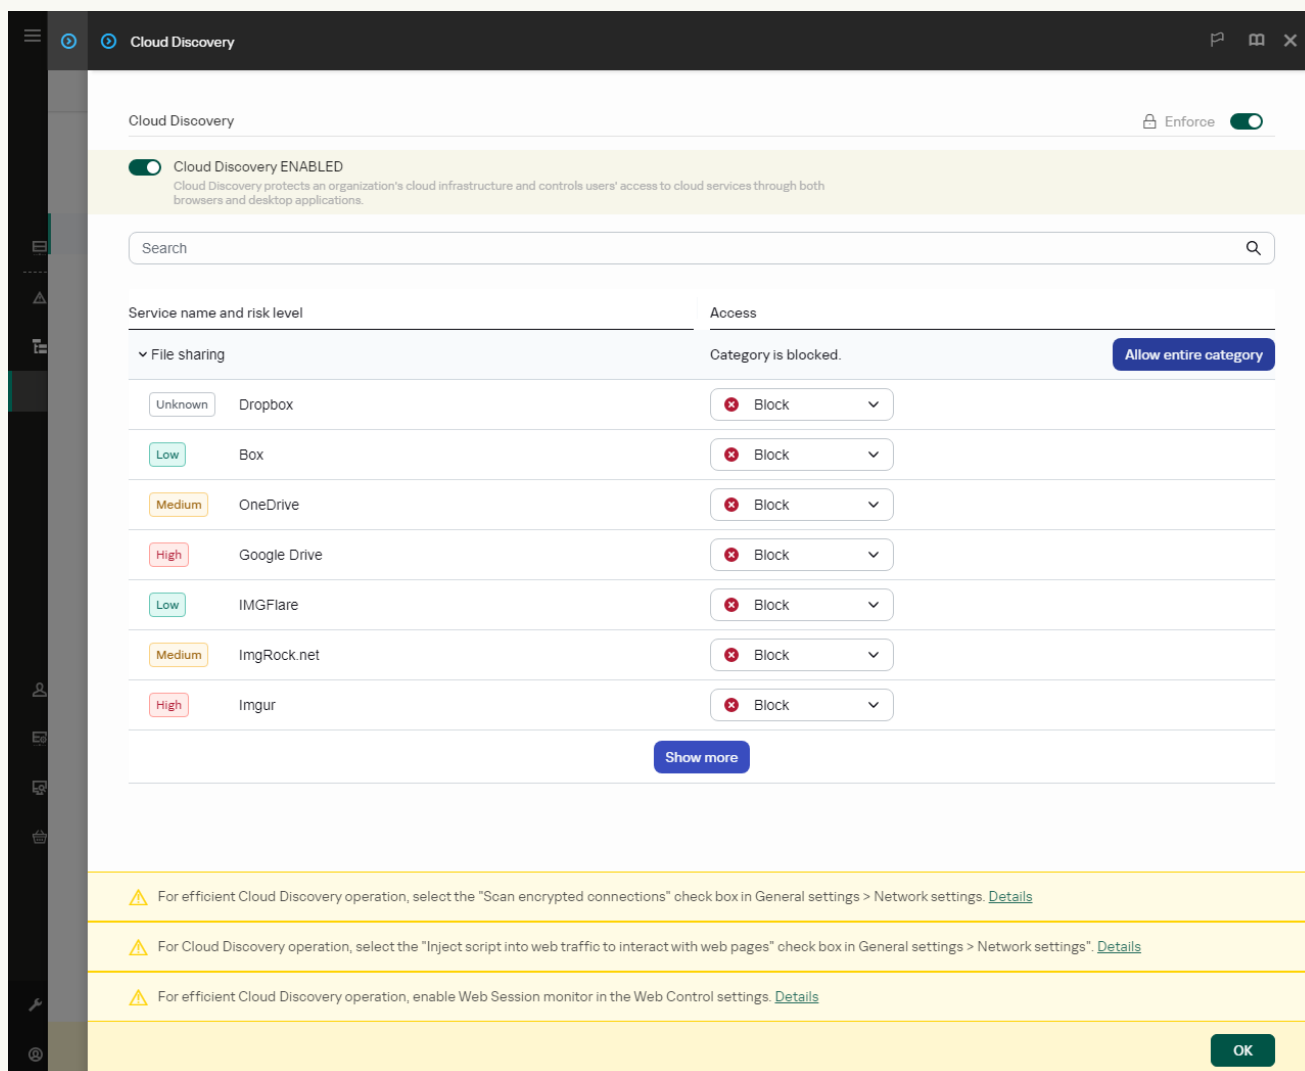 Cloud Discovery
Cloud Discovery
Enforce
Cloud Discovery ENABLED
Cloud Discovery protects an organization's cloud infrastructure and controls users' access to cloud services through both
browsers and desktop applications.
Search
Service name and risk level
Access
File sharing
Category is blocked.
Allow entire category
Unknown
Dropbox
Block
Low
Box
Block
Medium
OneDrive
Block
High
Google Drive
Block
Low
IMGFlare
Block
Medium
ImgRock.net
Block
High
Imgur
Block
Show more
For efficient Cloud Discovery operation, select the "Scan encrypted connections" check box in General settings > Network settings. Details
For Cloud Discovery operation, select the "Inject script into web traffic to interact with web pages" check box in General settings > Network settings". Details
For efficient Cloud Discovery operation, enable Web Session monitor in the Web Control settings. Details
OK